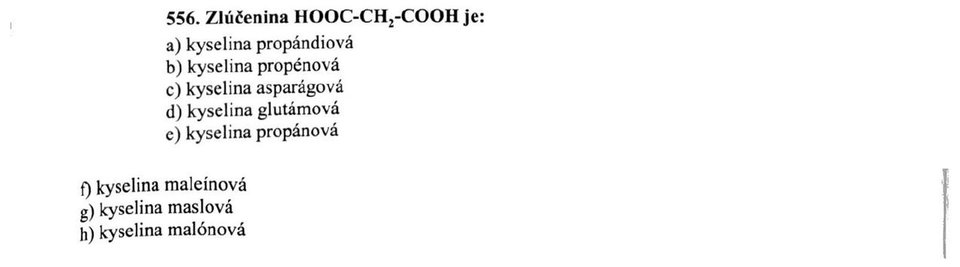 556. Zlúčenina HOOC-CH₂-COOH je:
a) kyselina propándiová
b) kyselina propénová
c) kyselina asparágová
d) kyselina glutámová
e) kyselina propánová
f) kyselina maleínová
g) kyselina maslová
h) kyselina malónová